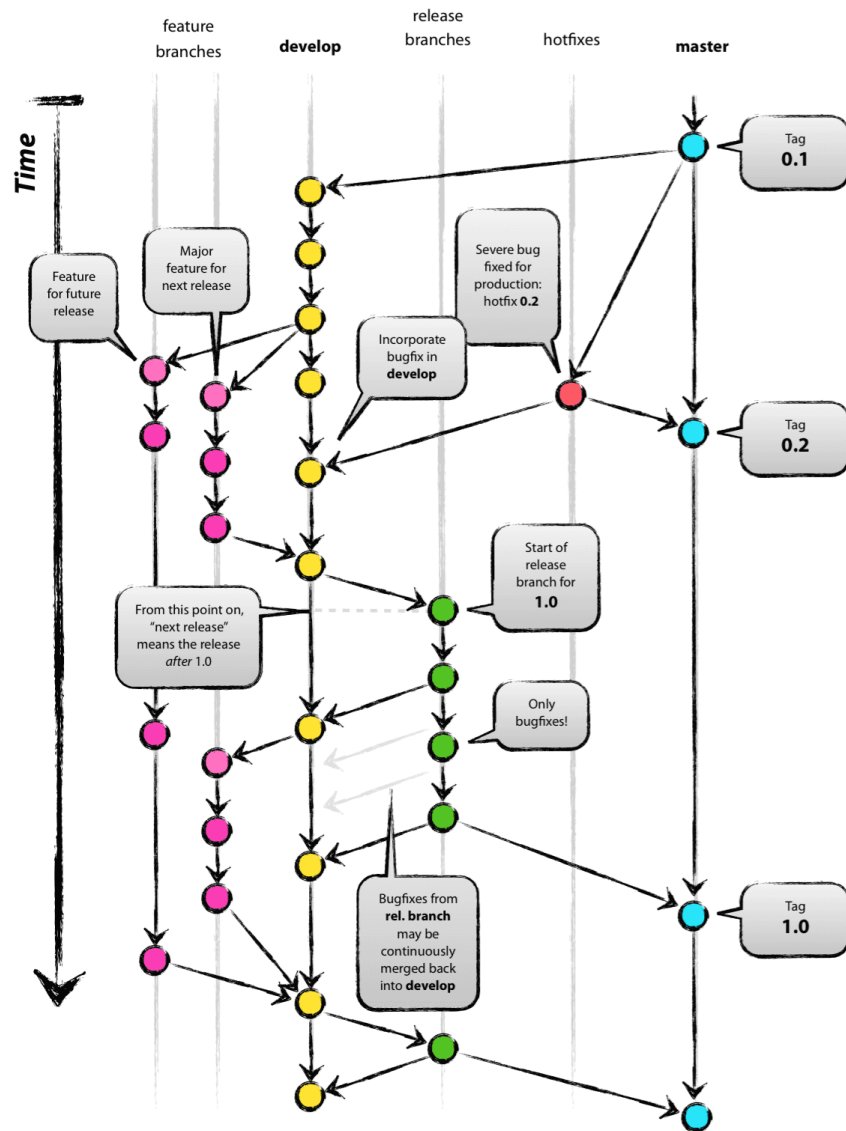 feature
branches
develop
release
branches
hotfixes
master
Time
Tag
0.1
Major
feature for
next release
Feature
for future
release
Severe bug
fixed for
production:
hotfix 0.2
Incorporate
bugfix in
develop
Tag
0.2
Start of
release
branch for
1.0
From this point on,
“next release”
means the release
after 1.0
Only
bugfixes!
Bugfixes from
rel. branch
may be
continuously
merged back
into develop
Tag
1.0